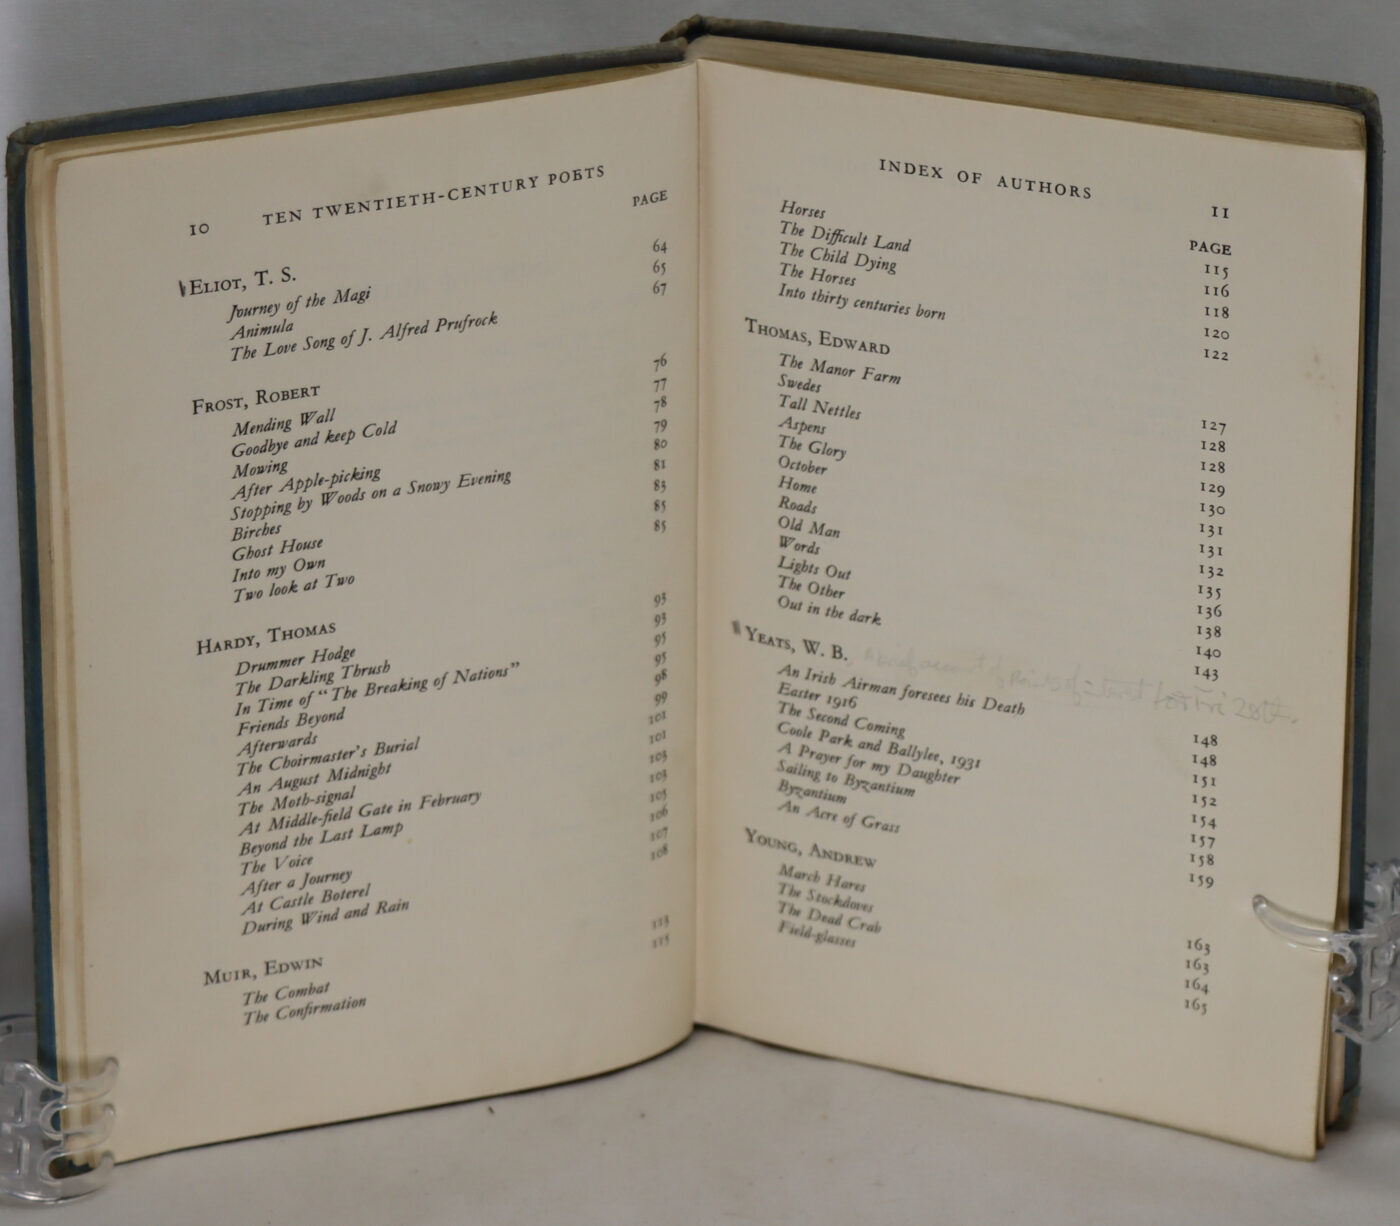 10 TEN TWENTIETH-CENTURY POETS
PAGE
ELIOT, T. S.
Journey of the Magi 64
Animula 65
The Love Song of J. Alfred Prufrock 67
FROST, ROBERT
Mending Wall 76
Goodbye and keep Cold 77
Mowing 78
After Apple-picking 79
Stopping by Woods on a Snowy Evening 80
Birches 81
Ghost House 83
Into my Own 85
Two look at Two 85
HARDY, THOMAS
Drummer Hodge 93
The Darkling Thrush 93
In Time of "The Breaking of Nations" 95
Friends Beyond 95
Afterwards 98
The Choirmaster's Burial 99
An August Midnight 101
The Moth-signal 101
At Middle-field Gate in February 103
Beyond the Last Lamp 103
The Voice 105
After a Journey 106
At Castle Boterel 107
During Wind and Rain 108
MUIR, EDWIN
The Combat 113
The Confirmation 115
INDEX OF AUTHORS 11
PAGE
Horses 115
The Difficult Land 116
The Child Dying 118
The Horses 120
Into thirty centuries born 122
THOMAS, EDWARD
The Manor Farm 127
Swedes 128
Tall Nettles 128
Aspens 129
The Glory 130
October 131
Home 131
Roads 132
Old Man 135
Words 136
Lights Out 138
The Other 140
Out in the dark 143
YEATS, W. B. A brief account of points of interest for Fri 28th.
An Irish Airman foresees his Death 148
Easter 1916 148
The Second Coming 151
Coole Park and Ballylee, 1931 152
A Prayer for my Daughter 154
Sailing to Byzantium 157
Byzantium 158
An Acre of Grass 159
YOUNG, ANDREW
March Hares 163
The Stockdoves 163
The Dead Crab 164
Field-glasses 165